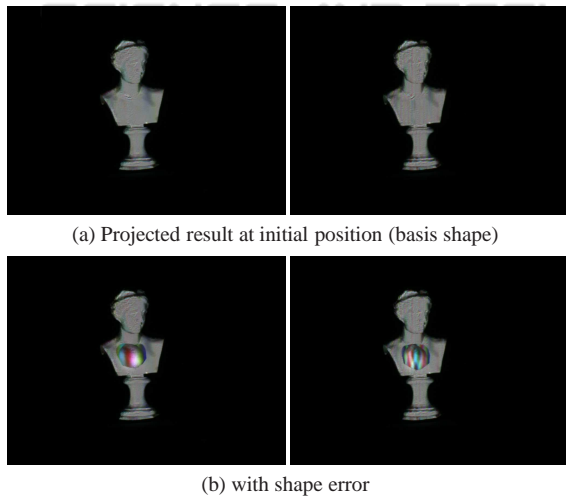 (a) Projected result at initial position (basis shape)
(b) with shape error